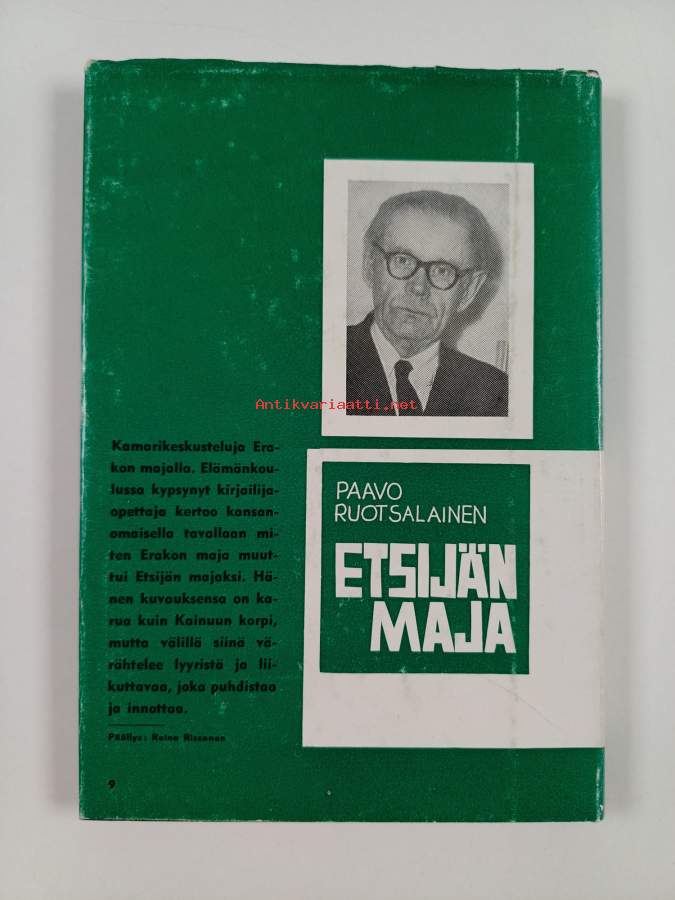 Antikvariaatti.net
Kamarikeskusteluja Era-
kon majalla. Elämänkou-
lussa kypsynyt kirjailija-
opettaja kertoo kansan-
omaisella tavallaan mi-
ten Erakon maja muut-
tui Etsijän majaksi. Hä-
nen kuvauksensa on ka-
rua kuin Kainuun korpi,
mutta välillä siinä vä-
rähtelee lyyristä ja lii-
kuttavaa, joka puhdistaa
ja innottaa.
Päällys: Raino Rissanen
9
PAAVO
RUOTSALAINEN
ETSIJÄN
MAJA